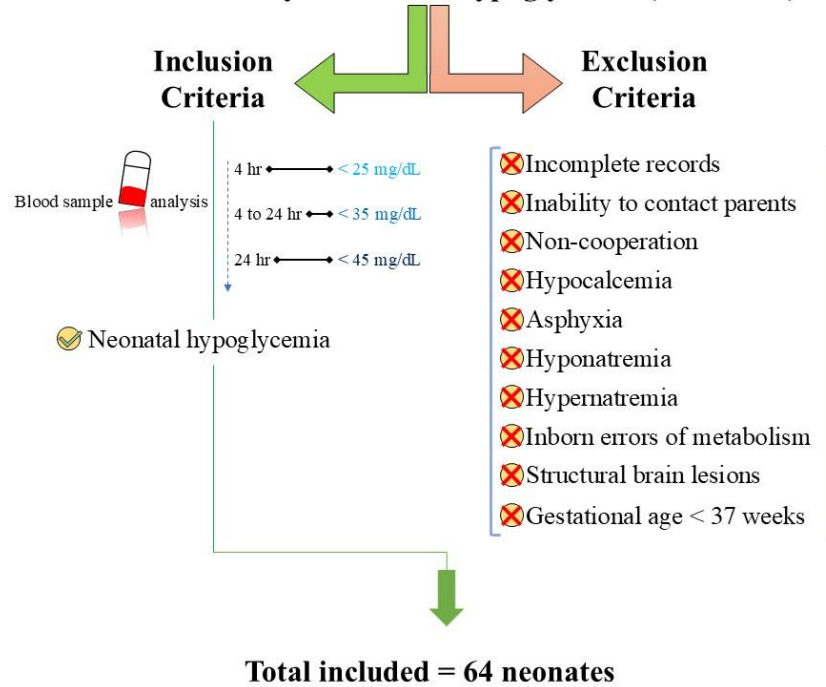 Inclusion
Criteria
Exclusion
Criteria
Blood sample analysis
4 hr < 25 mg/dL
4 to 24 hr < 35 mg/dL
24 hr < 45 mg/dL
Neonatal hypoglycemia
Incomplete records
Inability to contact parents
Non-cooperation
Hypocalcemia
Asphyxia
Hyponatremia
Hypernatremia
Inborn errors of metabolism
Structural brain lesions
Gestational age < 37 weeks
Total included = 64 neonates